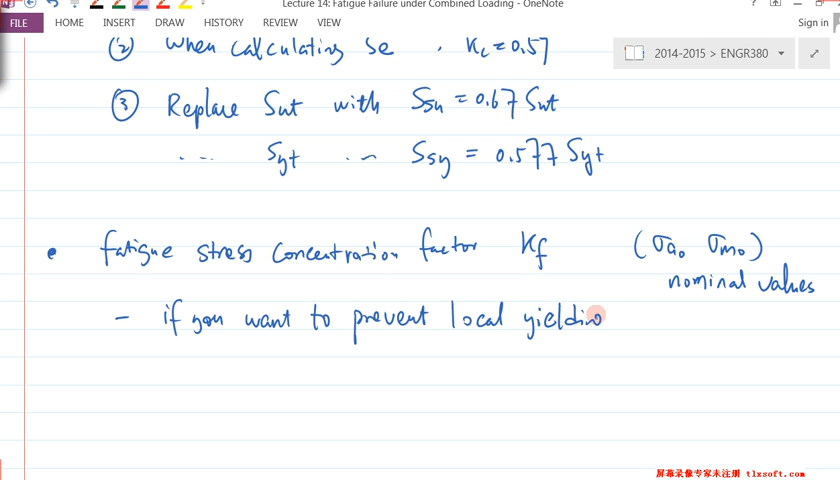 Lecture 14: Fatigue Failure under Combined Loading - OneNote
FILE HOME INSERT DRAW HISTORY REVIEW VIEW Sign in
2014-2015 > ENGR380
② When calculating Se , Kc = 0.57
③ Replace Sut with Ssu = 0.67 Sut
.... Syt .. Ssy = 0.577 Syt
• fatigue stress concentration factor Kf (σao σmo)
nominal values
- if you want to prevent local yieldin
屏幕录像专家未注册 tlxsoft.com